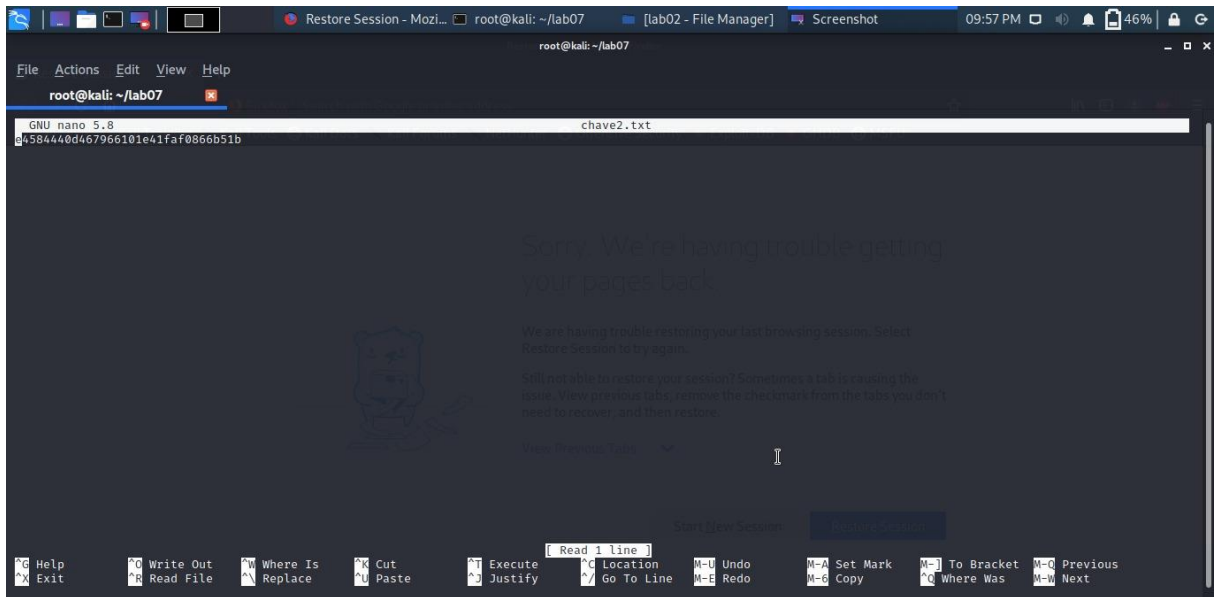 Restore Session - Mozi... root@kali: ~/lab07 [lab02 - File Manager] Screenshot 09:57 PM 46%
root@kali: ~/lab07
File Actions Edit View Help
root@kali: ~/lab07
GNU nano 5.8 chave2.txt
e4584440d467966101e41faf0866b51b
Sorry. We're having trouble getting
your pages back.
We are having trouble restoring your last browsing session. Select
Restore Session to try again.
Still not able to restore your session? Sometimes a tab is causing the
issue. View previous tabs, remove the checkmark from the tabs you don't
need to recover, and then restore.
View Previous Tabs
Start New Session Restore Session
[ Read 1 line ]
^G Help ^O Write Out ^W Where Is ^K Cut ^T Execute ^C Location M-U Undo M-A Set Mark M-] To Bracket M-Q Previous
^X Exit ^R Read File ^\ Replace ^U Paste ^J Justify ^/ Go To Line M-E Redo M-6 Copy ^Q Where Was M-W Next